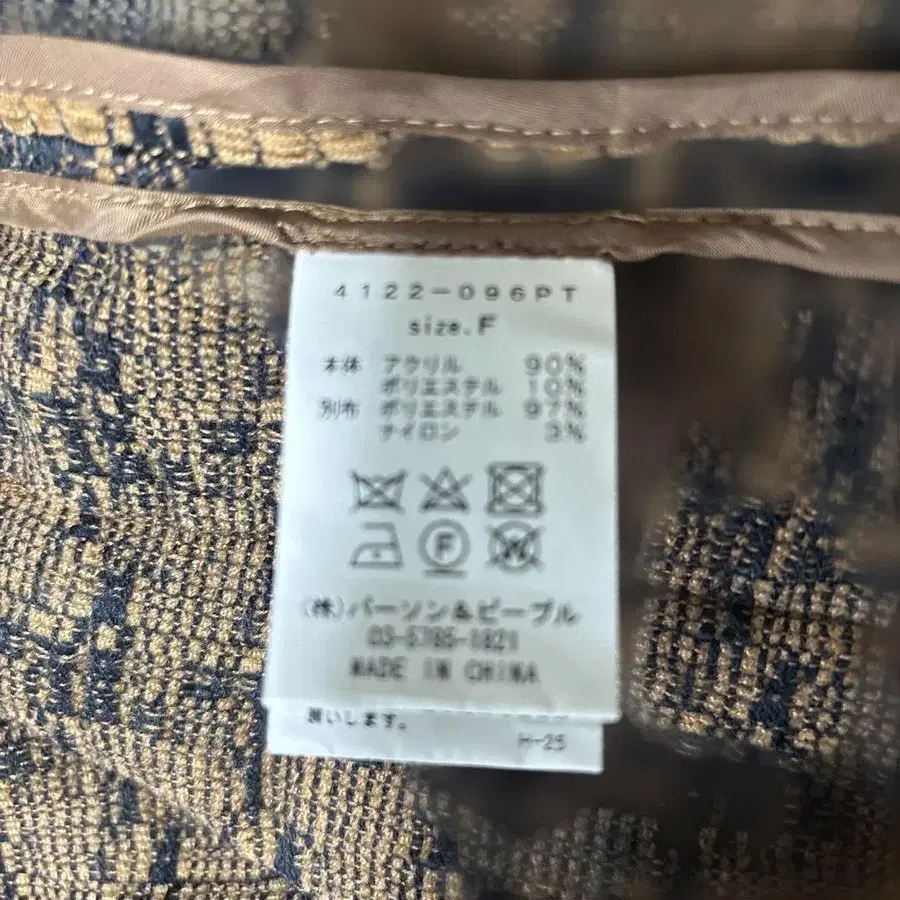 4122-096PT
size.F
本体 アクリル 90%
ポリエステル 10%
別布 ポリエステル 97%
ナイロン 3%
F
W
(株)パーソン&ピープル
03-5785-1821
MADE IN CHINA
願いします。
H-25